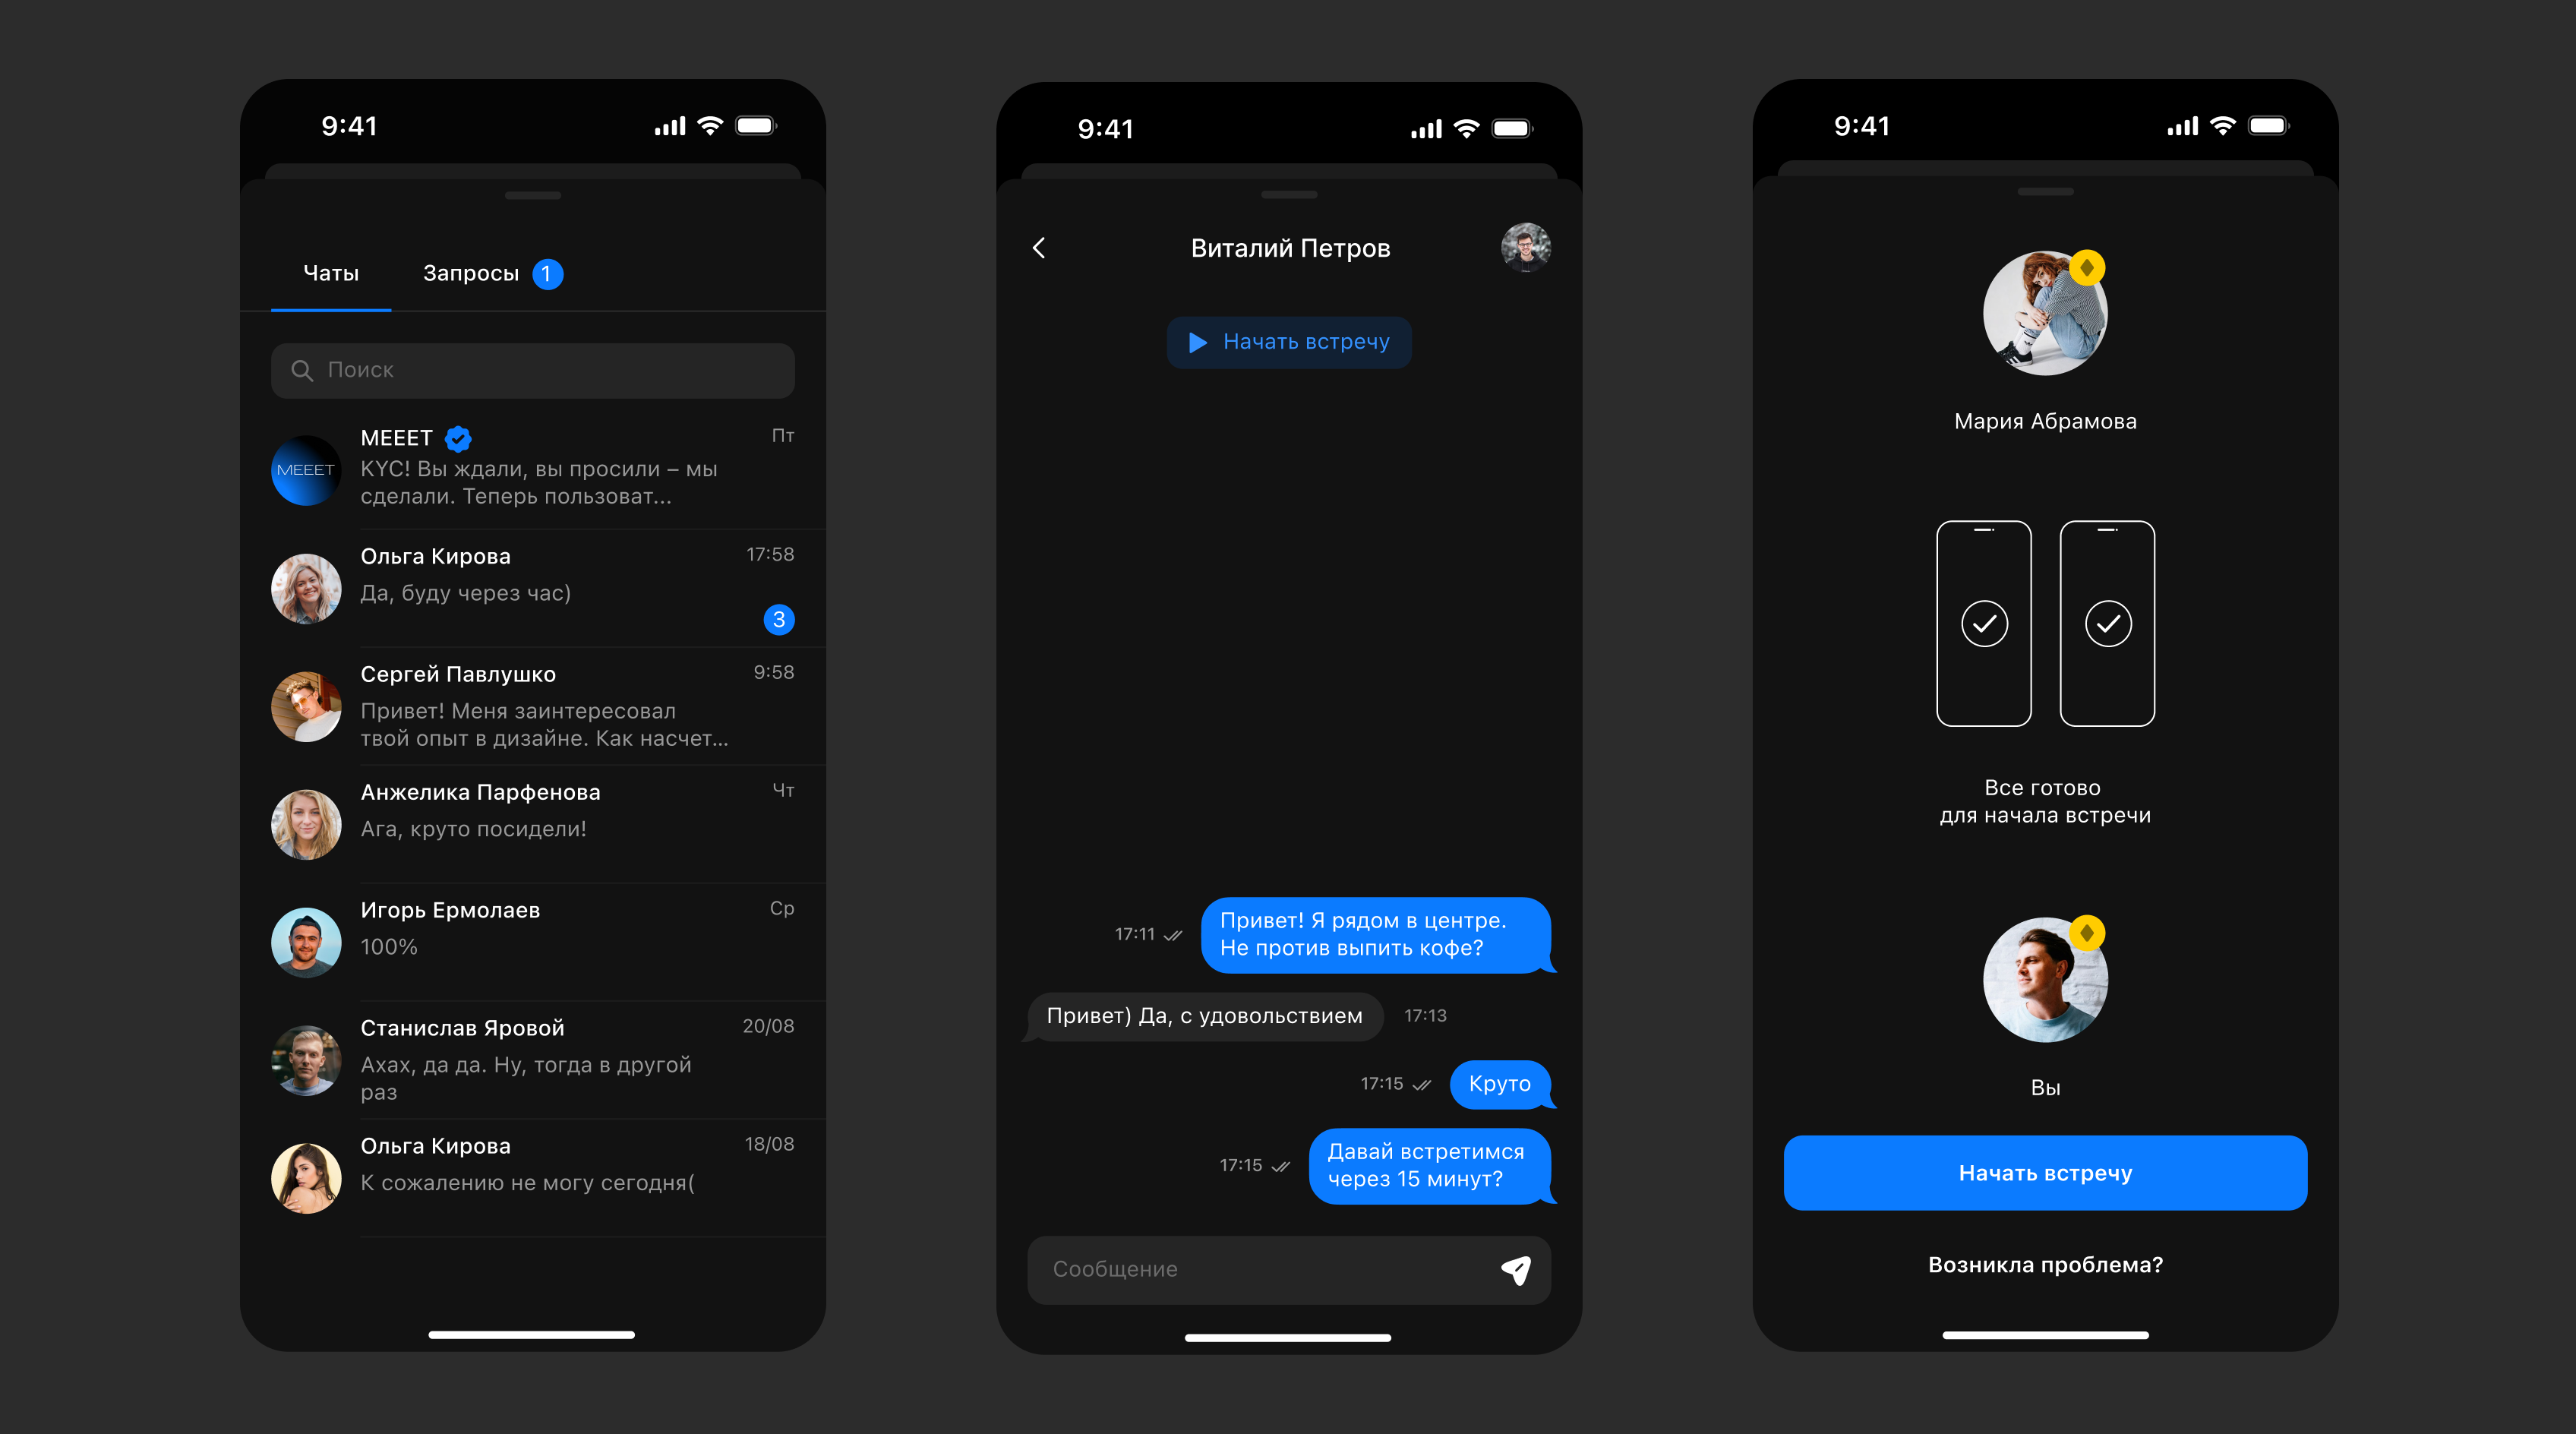 9:41
Чаты
Запросы 1
Поиск
MEEET
MEEET
Пт
KYC! Вы ждали, вы просили – мы
сделали. Теперь пользоват...
Ольга Кирова
17:58
Да, буду через час)
3
Сергей Павлушко
9:58
Привет! Меня заинтересовал
твой опыт в дизайне. Как насчет...
Анжелика Парфенова
Чт
Ага, круто посидели!
Игорь Ермолаев
Ср
100%
Станислав Яровой
20/08
Ахах, да да. Ну, тогда в другой
раз
Ольга Кирова
18/08
К сожалению не могу сегодня(
9:41
Виталий Петров
Начать встречу
17:11
Привет! Я рядом в центре.
Не против выпить кофе?
Привет) Да, с удовольствием
17:13
17:15
Круто
17:15
Давай встретимся
через 15 минут?
Сообщение
9:41
Мария Абрамова
Все готово
для начала встречи
Вы
Начать встречу
Возникла проблема?